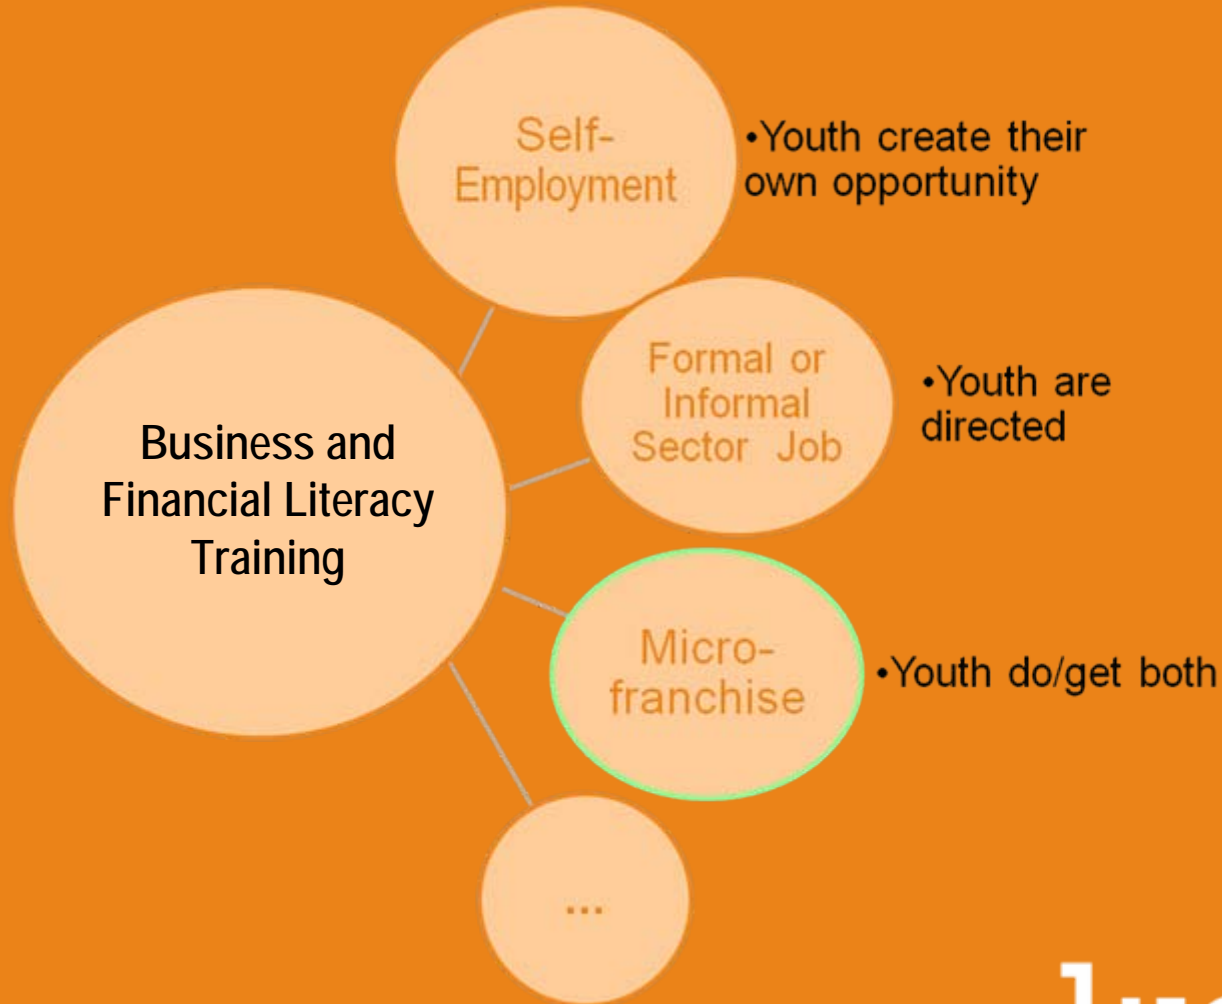 Self-
Employment
•Youth create their
own opportunity
Formal or
Informal
Sector Job
•Youth are
directed
Business and
Financial Literacy
Training
Micro-
franchise
•Youth do/get both
...